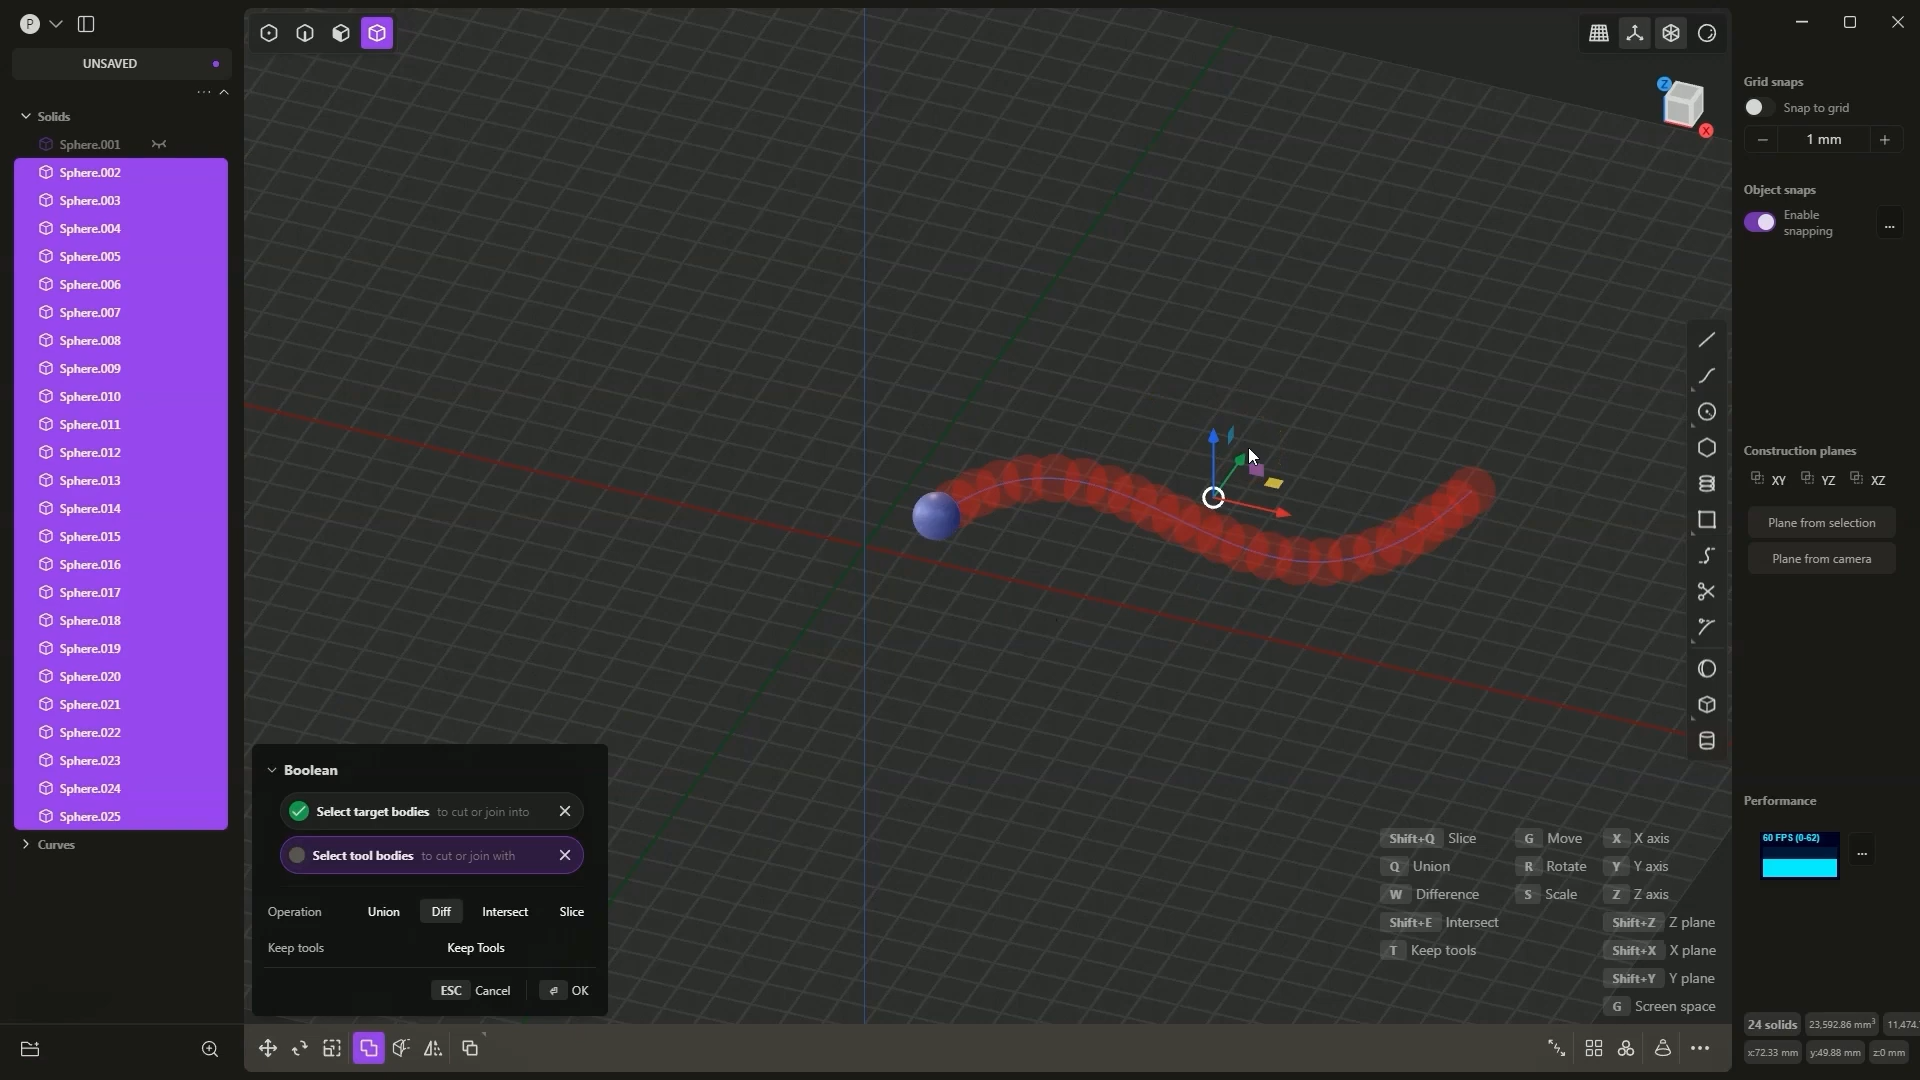 P
UNSAVED
Solids
Sphere.001
Sphere.002
Sphere.003
Sphere.004
Sphere.005
Sphere.006
Sphere.007
Sphere.008
Sphere.009
Sphere.010
Sphere.011
Sphere.012
Sphere.013
Sphere.014
Sphere.015
Sphere.016
Sphere.017
Sphere.018
Sphere.019
Sphere.020
Sphere.021
Sphere.022
Sphere.023
Sphere.024
Sphere.025
Curves
Z
X
Boolean
Select target bodies to cut or join into
Select tool bodies to cut or join with
Operation Union Diff Intersect Slice
Keep tools Keep Tools
ESC Cancel OK
Shift+Q Slice G Move X X axis
Q Union R Rotate Y Y axis
W Difference S Scale Z Z axis
Shift+E Intersect Shift+Z Z plane
T Keep tools Shift+X X plane
Shift+Y Y plane
G Screen space
Grid snaps
Snap to grid
1 mm
Object snaps
Enable
snapping
...
Construction planes
XY YZ XZ
Plane from selection
Plane from camera
Performance
60 FPS (0-62)
...
24 solids 23,592.86 mm³ 11,474.
x:72.33 mm y:49.88 mm z:0 mm